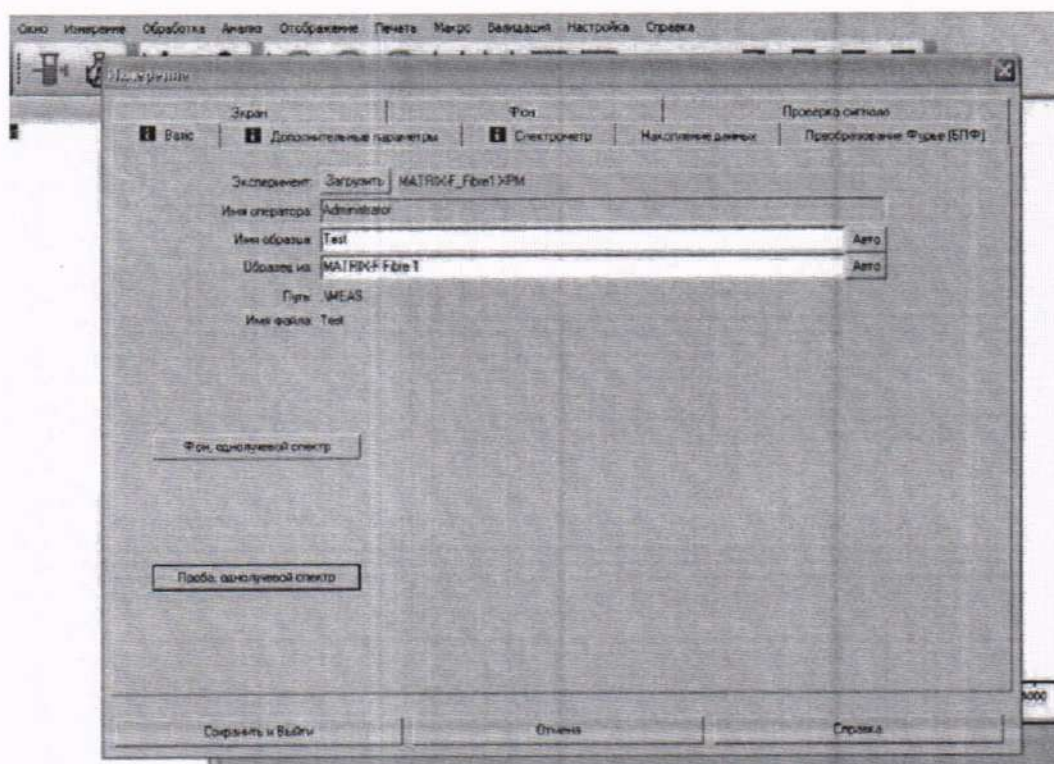 Окно Измерение Обработка Анализ Отображение Печать Макро Валидация Настройка Справка
Измерение
Экран Фон Проверка сигнала
Basic Дополнительные параметры Спектрометр Накопление данных Преобразование Фурье (БПФ)
Эксперимент: Загрузить MATRIX-F_Fibre1.XPM
Имя оператора: Administrator
Имя образца: Test Авто
Образец из: MATRIX-F Fibre 1 Авто
Путь: .\MEAS
Имя файла: Test
Фон, однолучевой спектр
Проба, однолучевой спектр
Сохранить и Выйти Отмена Справка